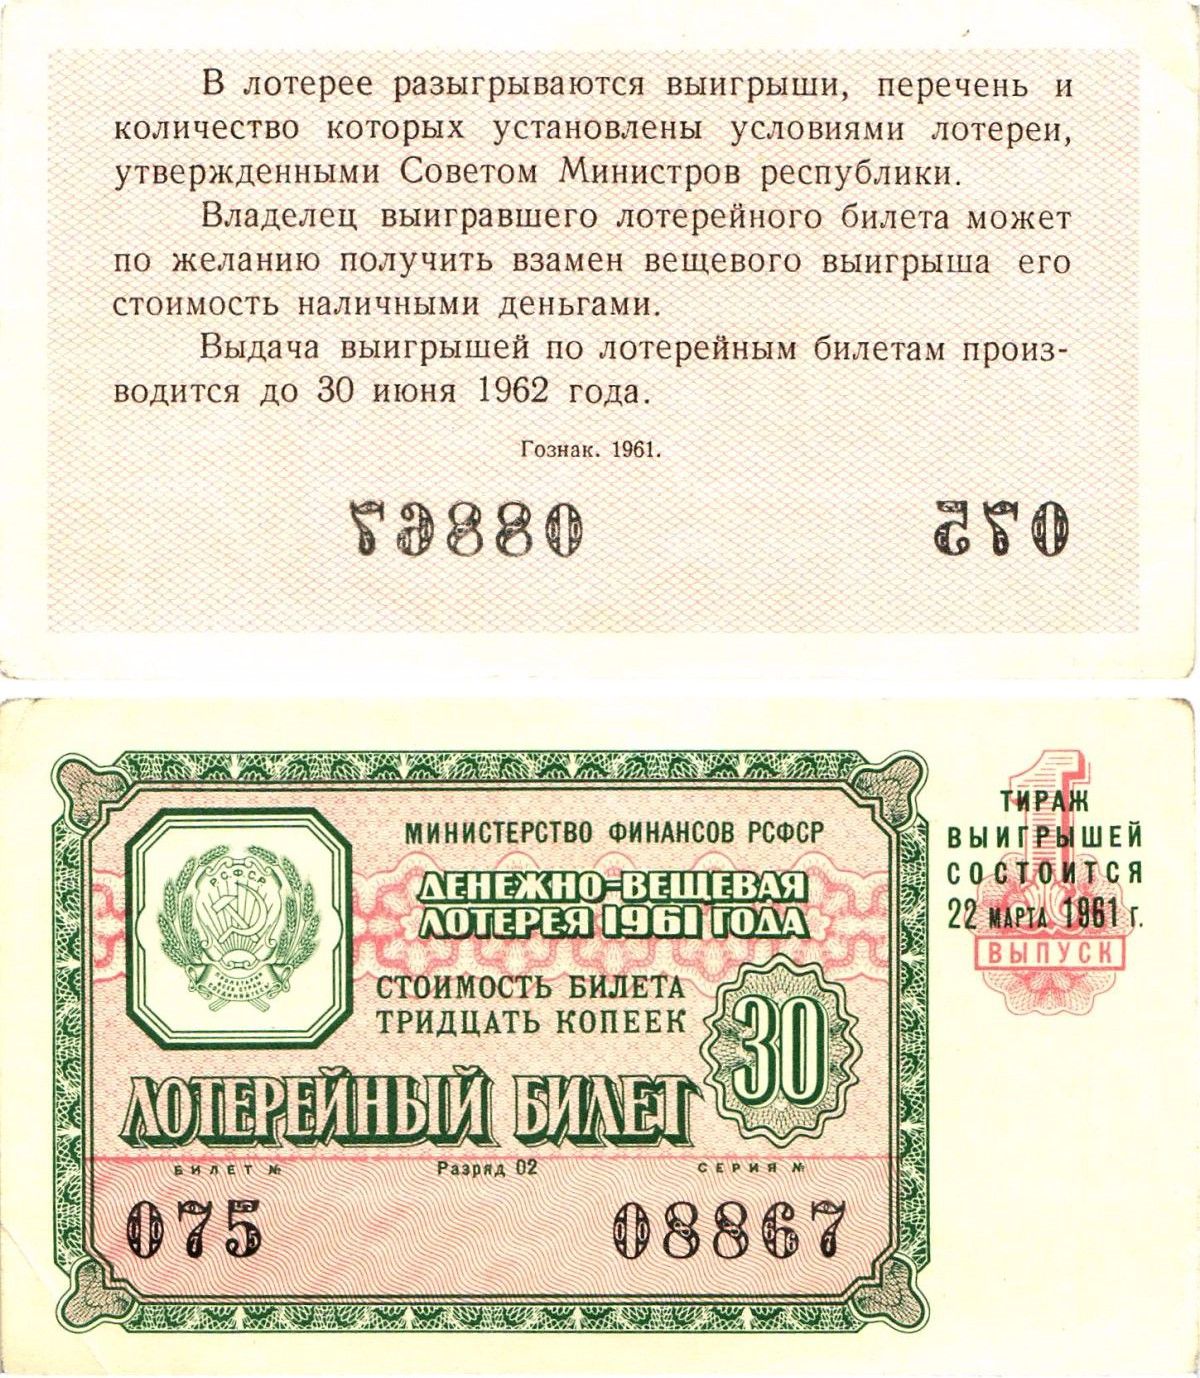 В лотерее разыгрываются выигрыши, перечень и
количество которых установлены условиями лотереи,
утвержденными Советом Министров республики.
Владелец выигравшего лотерейного билета может
по желанию получить взамен вещевого выигрыша его
стоимость наличными деньгами.
Выдача выигрышей по лотерейным билетам произ-
водится до 30 июня 1962 года.
Гознак. 1961.
08867
075
РСФСР
МИНИСТЕРСТВО ФИНАНСОВ РСФСР
ДЕНЕЖНО-ВЕЩЕВАЯ
ЛОТЕРЕЯ 1961 ГОДА
СТОИМОСТЬ БИЛЕТА
ТРИДЦАТЬ КОПЕЕК
30
ЛОТЕРЕЙНЫЙ БИЛЕТ
БИЛЕТ № Разряд 02 СЕРИЯ №
075 08867
1
ТИРАЖ
ВЫИГРЫШЕЙ
СОСТОИТСЯ
22 МАРТА 1961 г.
ВЫПУСК